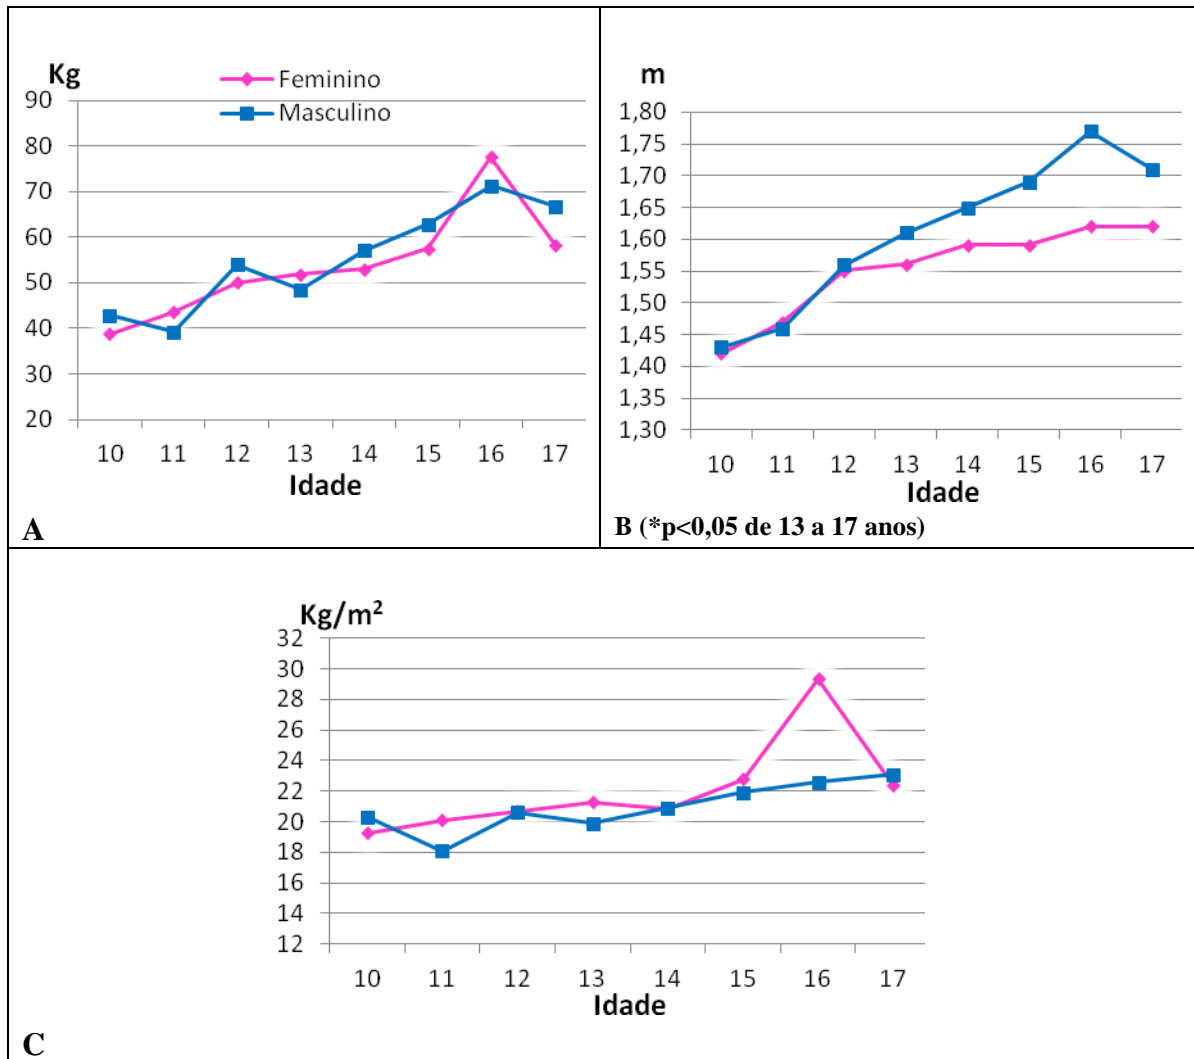 Kg
Feminino
Masculino
90
80
70
60
50
40
30
20
10 11 12 13 14 15 16 17
Idade
A
m
1,80
1,75
1,70
1,65
1,60
1,55
1,50
1,45
1,40
1,35
1,30
10 11 12 13 14 15 16 17
Idade
B (*p<0,05 de 13 a 17 anos)
Kg/m²
32
30
28
26
24
22
20
18
16
14
12
10 11 12 13 14 15 16 17
Idade
C